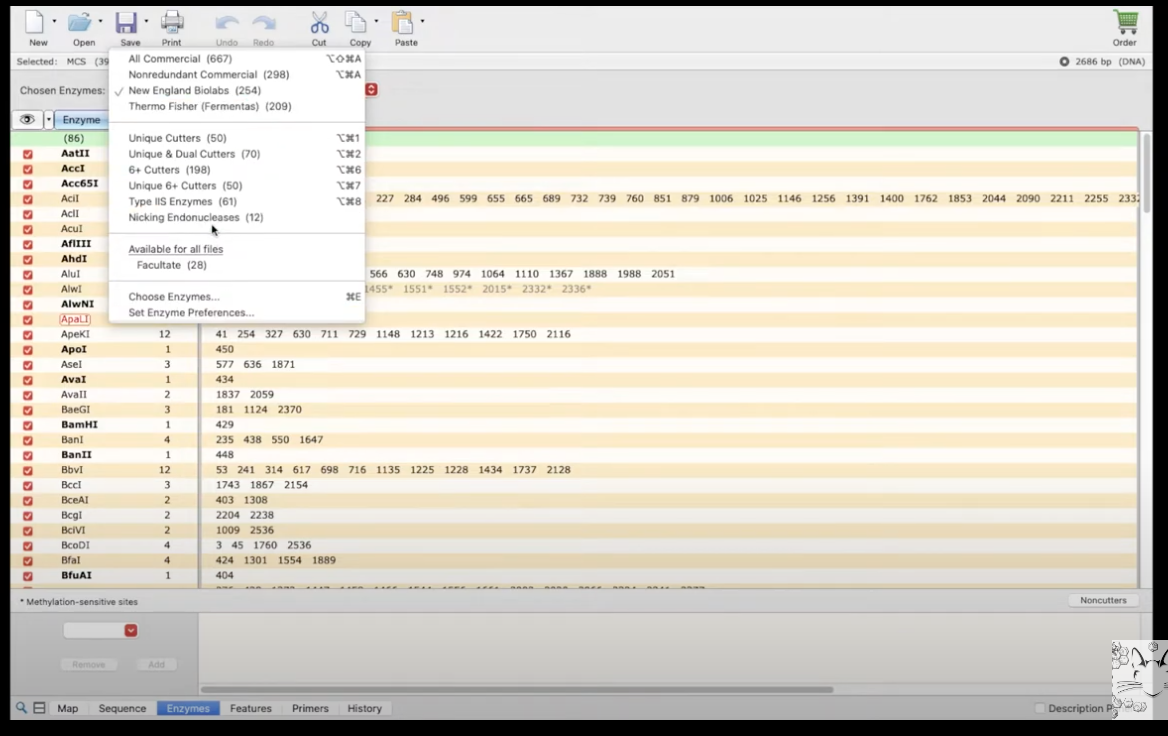 New Open Save Print Undo Redo Cut Copy Paste Order
Selected: MCS (39 2686 bp (DNA)
Chosen Enzymes:
All Commercial (667) ⌥⇧⌘A
Nonredundant Commercial (298) ⌥⌘A
✓ New England Biolabs (254)
Thermo Fisher (Fermentas) (209)
Unique Cutters (50) ⌥⌘1
Unique & Dual Cutters (70) ⌥⌘2
6+ Cutters (198) ⌥⌘6
Unique 6+ Cutters (50) ⌥⌘7
Type IIS Enzymes (61) ⌥⌘8
Nicking Endonucleases (12)
Available for all files
Facultate (28)
Choose Enzymes... ⌘E
Set Enzyme Preferences...
Enzyme
(86)
AatII
AccI
Acc65I
AciI 227 284 496 599 655 665 689 732 739 760 851 879 1006 1025 1146 1256 1391 1400 1762 1853 2044 2090 2211 2255 2332
AclI
AcuI
AflIII
AhdI
AluI 566 630 748 974 1064 1110 1367 1888 1988 2051
AlwI 1455* 1551* 1552* 2015* 2332* 2336*
AlwNI
ApaLI
ApeKI 12 41 254 327 630 711 729 1148 1213 1216 1422 1750 2116
ApoI 1 450
AseI 3 577 636 1871
AvaI 1 434
AvaII 2 1837 2059
BaeGI 3 181 1124 2370
BamHI 1 429
BanI 4 235 438 550 1647
BanII 1 448
BbvI 12 53 241 314 617 698 716 1135 1225 1228 1434 1737 2128
BccI 3 1743 1867 2154
BceAI 2 403 1308
BcgI 2 2204 2238
BciVI 2 1009 2536
BcoDI 4 3 45 1760 2536
BfaI 4 424 1301 1554 1889
BfuAI 1 404
* Methylation-sensitive sites Noncutters
Remove Add
Map Sequence Enzymes Features Primers History Description P